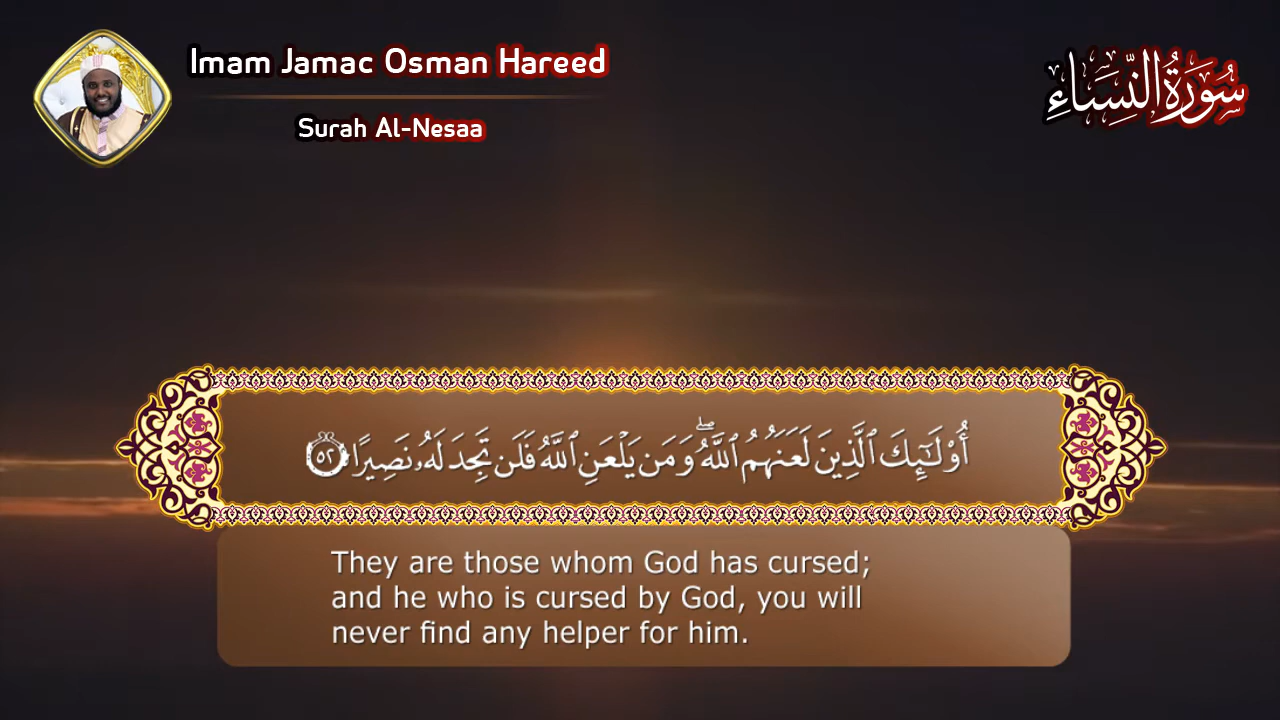 Imam Jamac Osman Hareed
Surah Al-Nesaa
سُورَةُ النِّسَاءِ
أُو۟لَـٰٓئِكَ ٱلَّذِينَ لَعَنَهُمُ ٱللَّهُ ۖ وَمَن يَلْعَنِ ٱللَّهُ فَلَن تَجِدَ لَهُۥ نَصِيرًا ٥٢
They are those whom God has cursed;
and he who is cursed by God, you will
never find any helper for him.